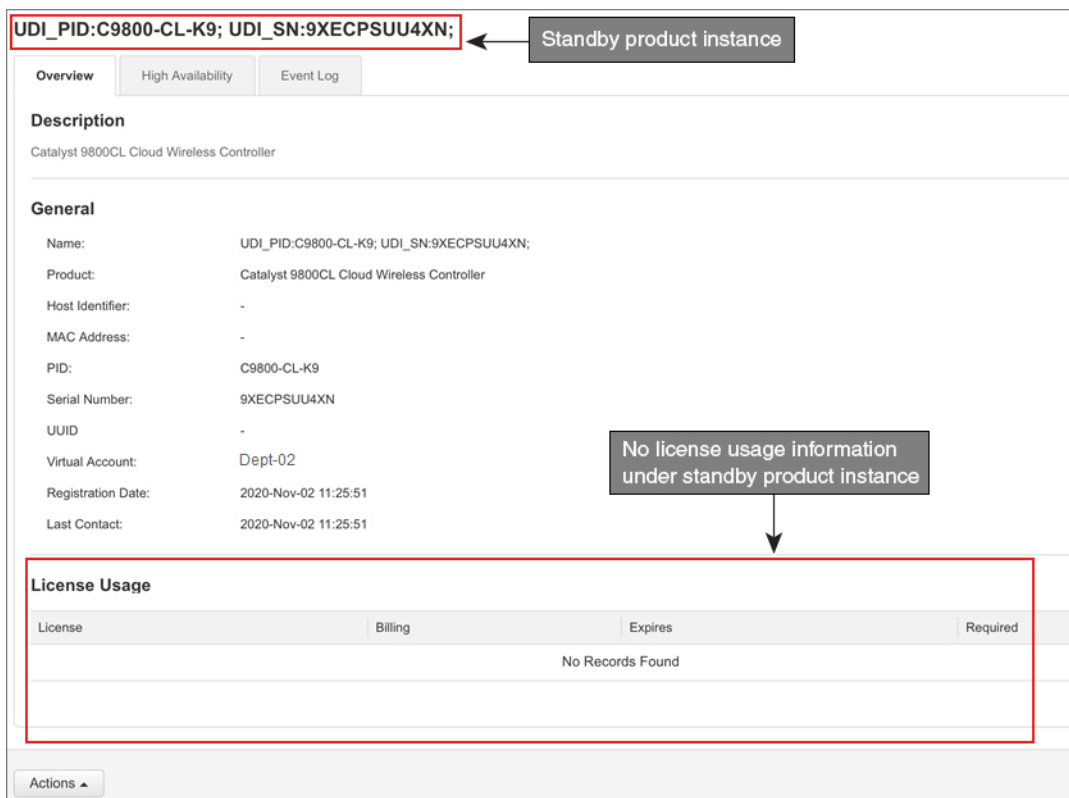 UDI_PID:C9800-CL-K9; UDI_SN:9XECPSUU4XN;
Standby product instance
Overview High Availability Event Log
Description
Catalyst 9800CL Cloud Wireless Controller
General
Name: UDI_PID:C9800-CL-K9; UDI_SN:9XECPSUU4XN;
Product: Catalyst 9800CL Cloud Wireless Controller
Host Identifier: -
MAC Address: -
PID: C9800-CL-K9
Serial Number: 9XECPSUU4XN
UUID -
Virtual Account: Dept-02
Registration Date: 2020-Nov-02 11:25:51
Last Contact: 2020-Nov-02 11:25:51
No license usage information
under standby product instance
License Usage
License Billing Expires Required
No Records Found
Actions